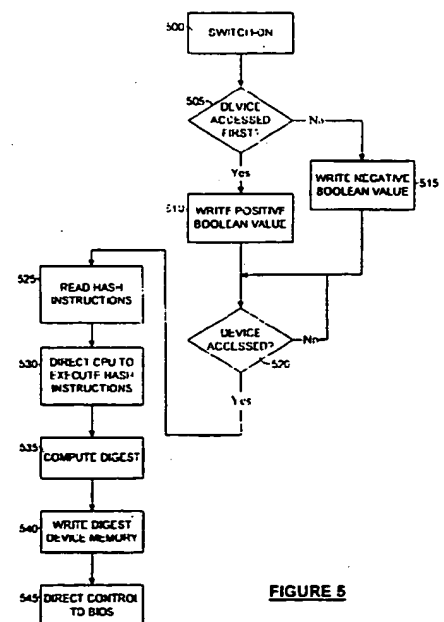 500
SWITCH-ON
505
DEVICE
ACCESSED
FIRST?
No
Yes
510
WRITE POSITIVE
BOOLEAN VALUE
WRITE NEGATIVE
BOOLEAN VALUE
515
DEVICE
ACCESSED?
No
520
Yes
525
READ HASH
INSTRUCTIONS
530
DIRECT CPU TO
EXECUTE HASH
INSTRUCTIONS
535
COMPUTE DIGEST
540
WRITE DIGEST
DEVICE MEMORY
545
DIRECT CONTROL
TO BIOS
FIGURE 5